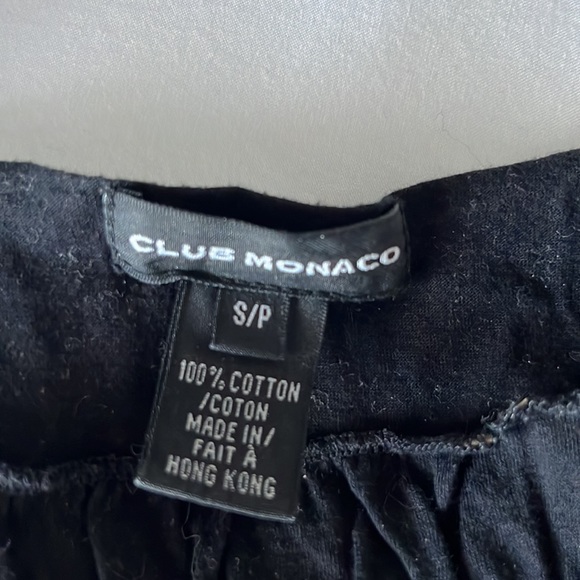 CLUB MONACO
S/P
100% COTTON
/COTON
MADE IN/
FAIT À
HONG KONG